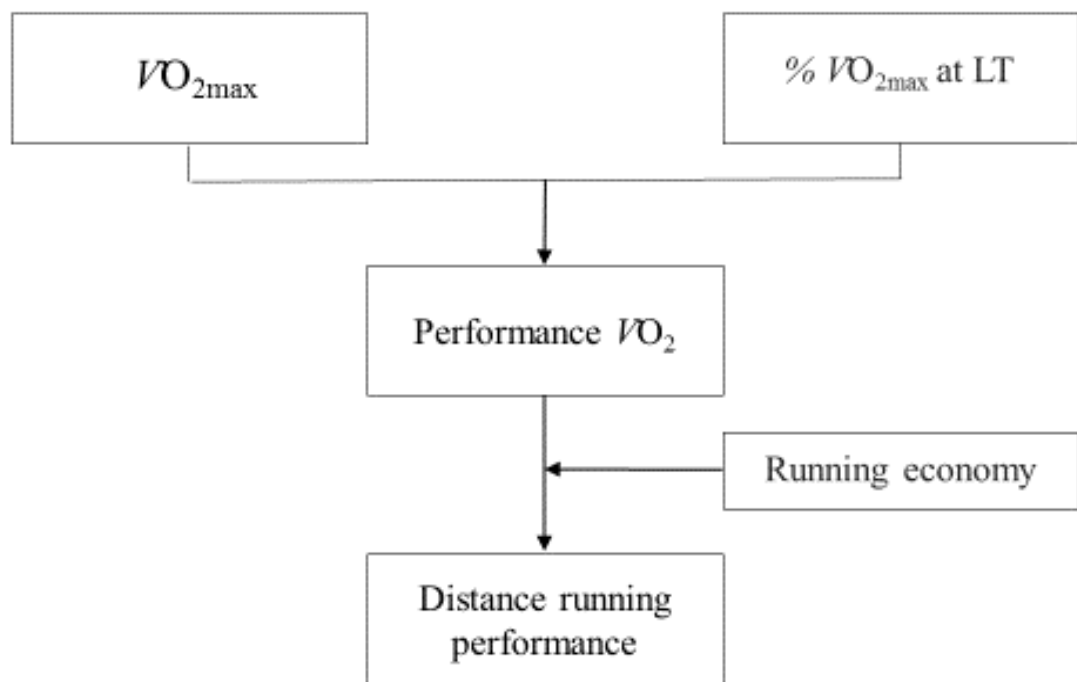 VO₂max
% VO₂max at LT
Performance VO₂
Running economy
Distance running
performance